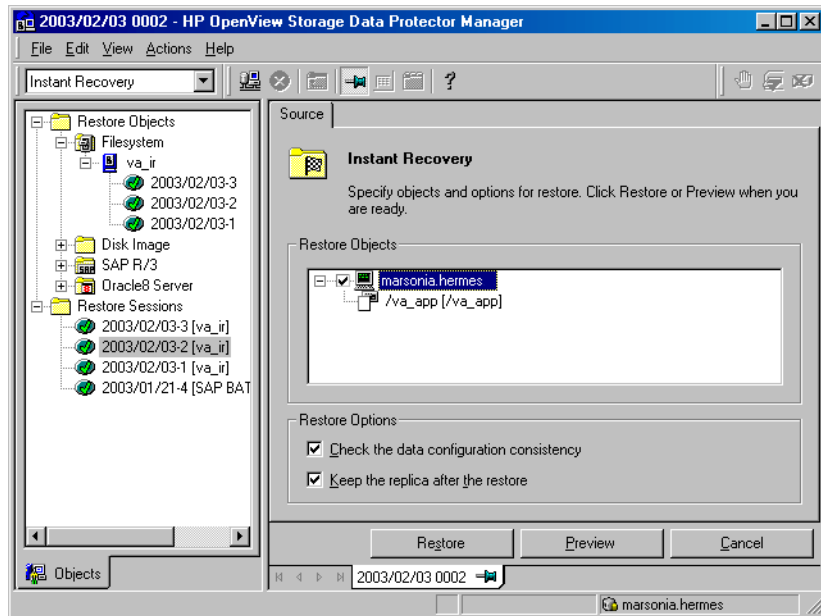 2003/02/03 0002 - HP OpenView Storage Data Protector Manager
File Edit View Actions Help
Instant Recovery
Restore Objects
Filesystem
va_ir
2003/02/03-3
2003/02/03-2
2003/02/03-1
Disk Image
SAP R/3
Oracle8 Server
Restore Sessions
2003/02/03-3 [va_ir]
2003/02/03-2 [va_ir]
2003/02/03-1 [va_ir]
2003/01/21-4 [SAP BAT
Objects
Source
Instant Recovery
Specify objects and options for restore. Click Restore or Preview when you
are ready.
Restore Objects
marsonia.hermes
/va_app [/va_app]
Restore Options
Check the data configuration consistency
Keep the replica after the restore
Restore Preview Cancel
2003/02/03 0002
marsonia.hermes